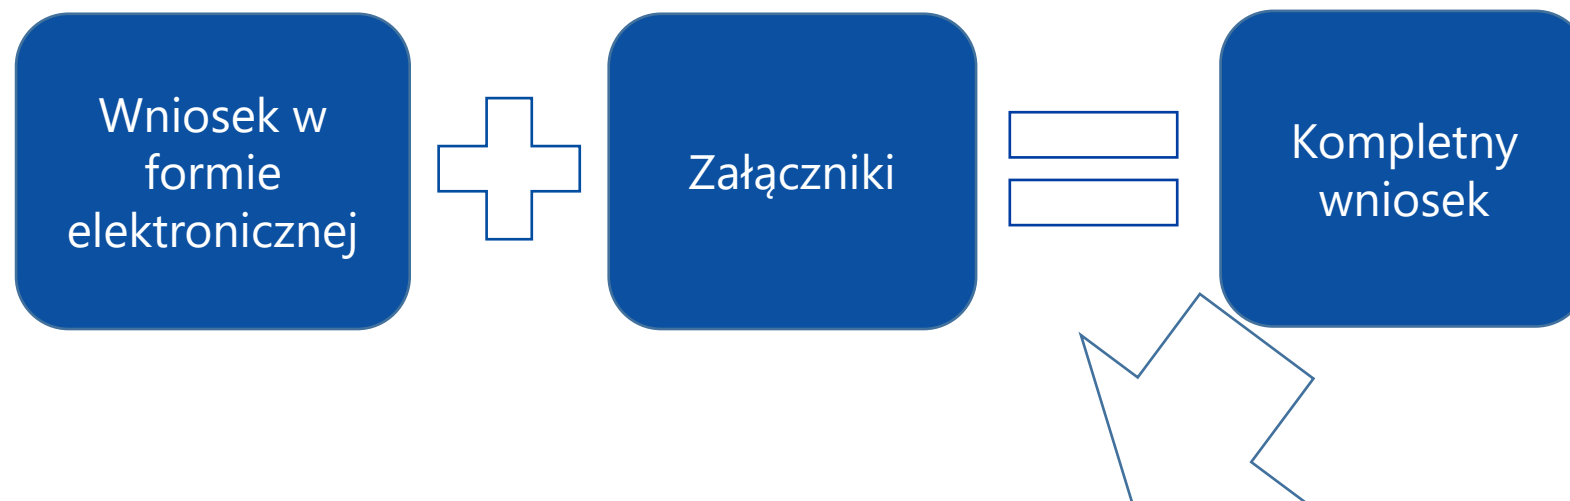 Wniosek w
formie
elektronicznej
Załączniki
Kompletny
wniosek